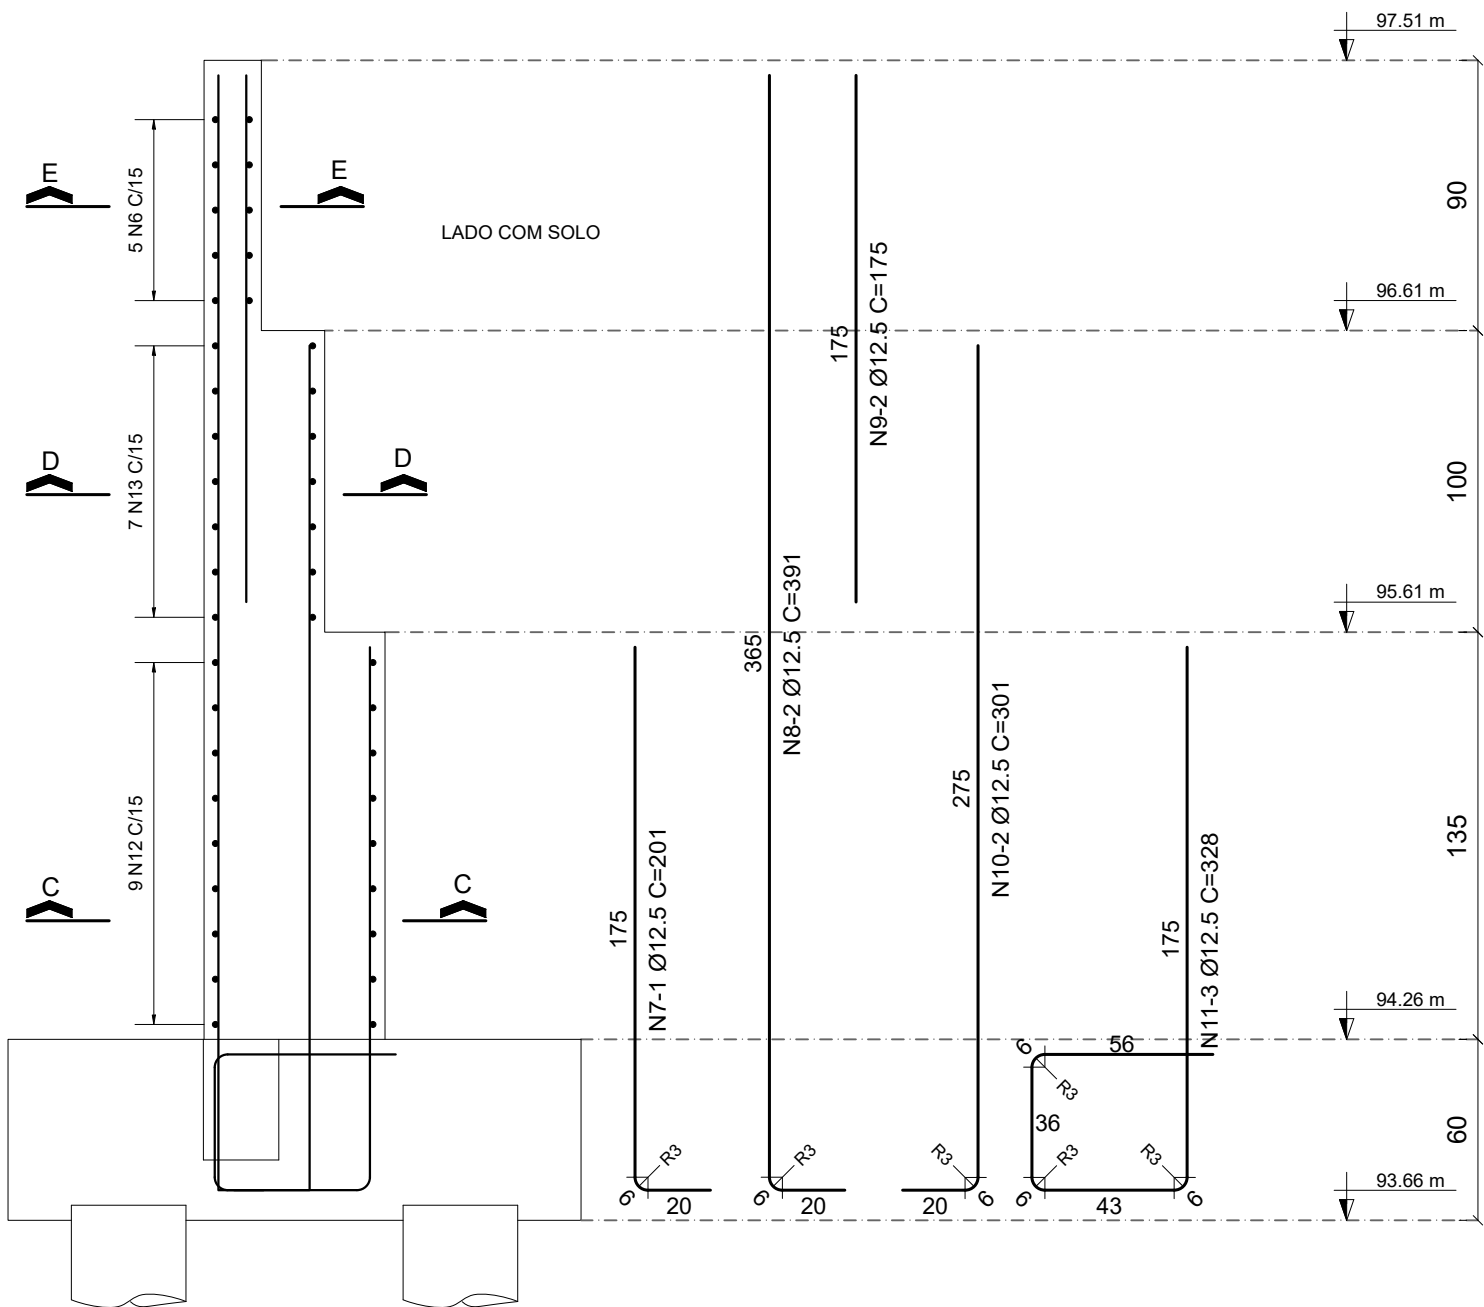 97.51 m
90
E
E
5 N6 C/15
LADO COM SOLO
N9-2 Ø12.5 C=175
175
96.61 m
100
D
D
7 N13 C/15
95.61 m
N8-2 Ø12.5 C=391
365
N10-2 Ø12.5 C=301
275
135
9 N12 C/15
C
C
N7-1 Ø12.5 C=201
175
N11-3 Ø12.5 C=328
175
94.26 m
6
56
R3
36
60
R3
R3
R3
R3
R3
93.66 m
6
20
6
20
20
6
6
43
6